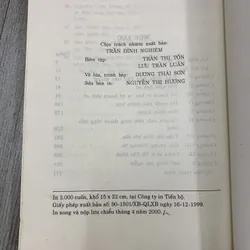 Chịu trách nhiệm xuất bản:
TRẦN ĐÌNH NGHIÊM
Biên tập: TRẦN THỊ TỐN
LƯU TRẦN LUÂN
Vẽ bìa, trình bày: DƯƠNG THÁI SƠN
Sửa bản in: NGUYỄN THỊ HƯƠNG
In 3.000 cuốn, khổ 15 x 22 cm, tại Công ty in Tiến bộ.
Giấy phép xuất bản số: 90-1301/XB-QLXB ngày 16-12-1999.
In xong và nộp lưu chiểu tháng 4 năm 2000.